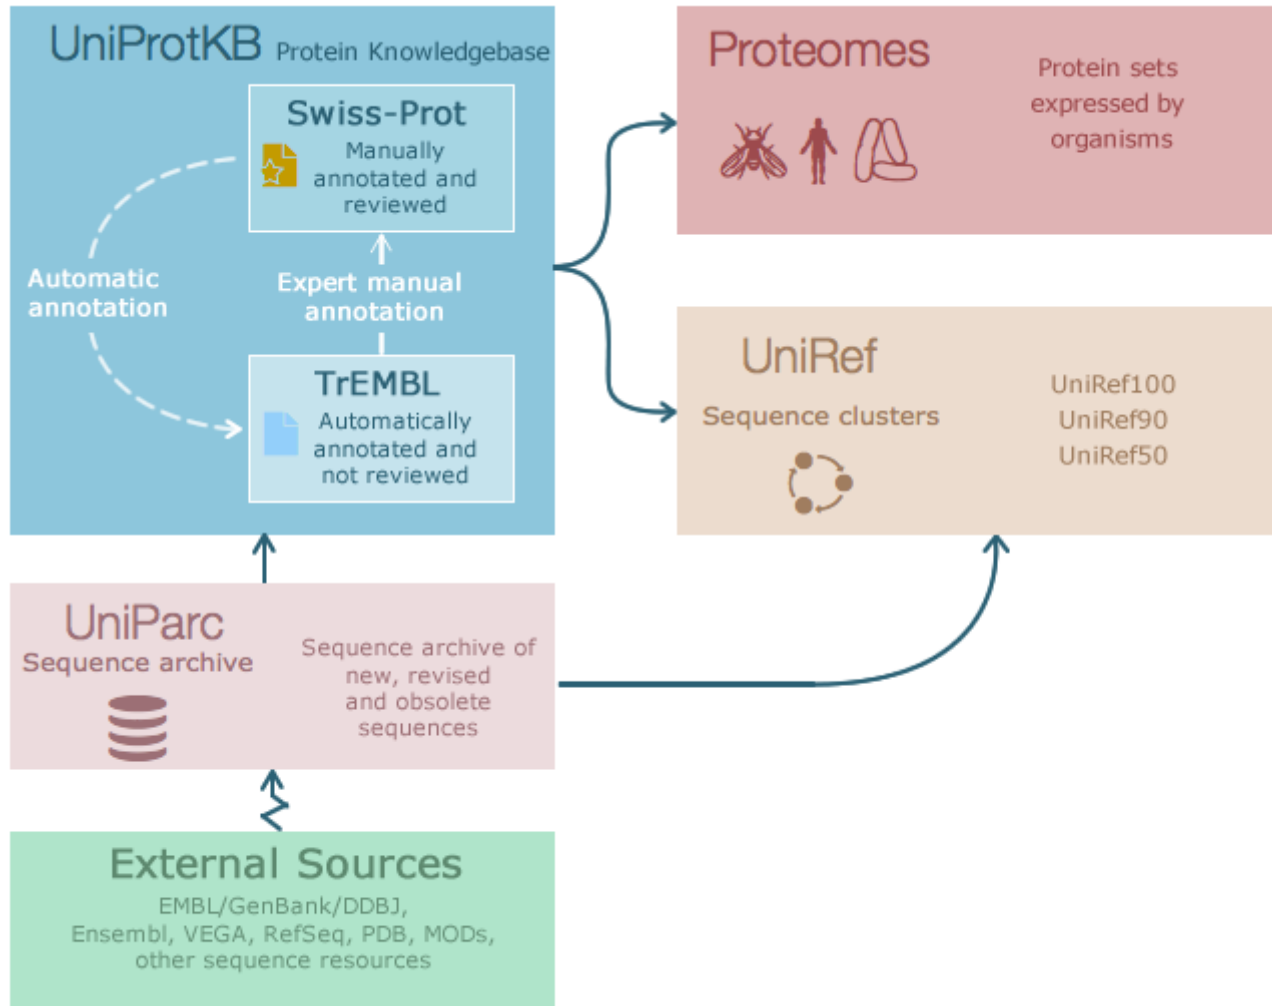 UniProtKB Protein Knowledgebase
Swiss-Prot
Manually
annotated and
reviewed
Automatic
annotation
Expert manual
annotation
TrEMBL
Automatically
annotated and
not reviewed
Proteomes
Protein sets
expressed by
organisms
UniRef
Sequence clusters
UniRef100
UniRef90
UniRef50
UniParc
Sequence archive
Sequence archive of
new, revised
and obsolete
sequences
External Sources
EMBL/GenBank/DDBJ,
Ensembl, VEGA, RefSeq, PDB, MODs,
other sequence resources